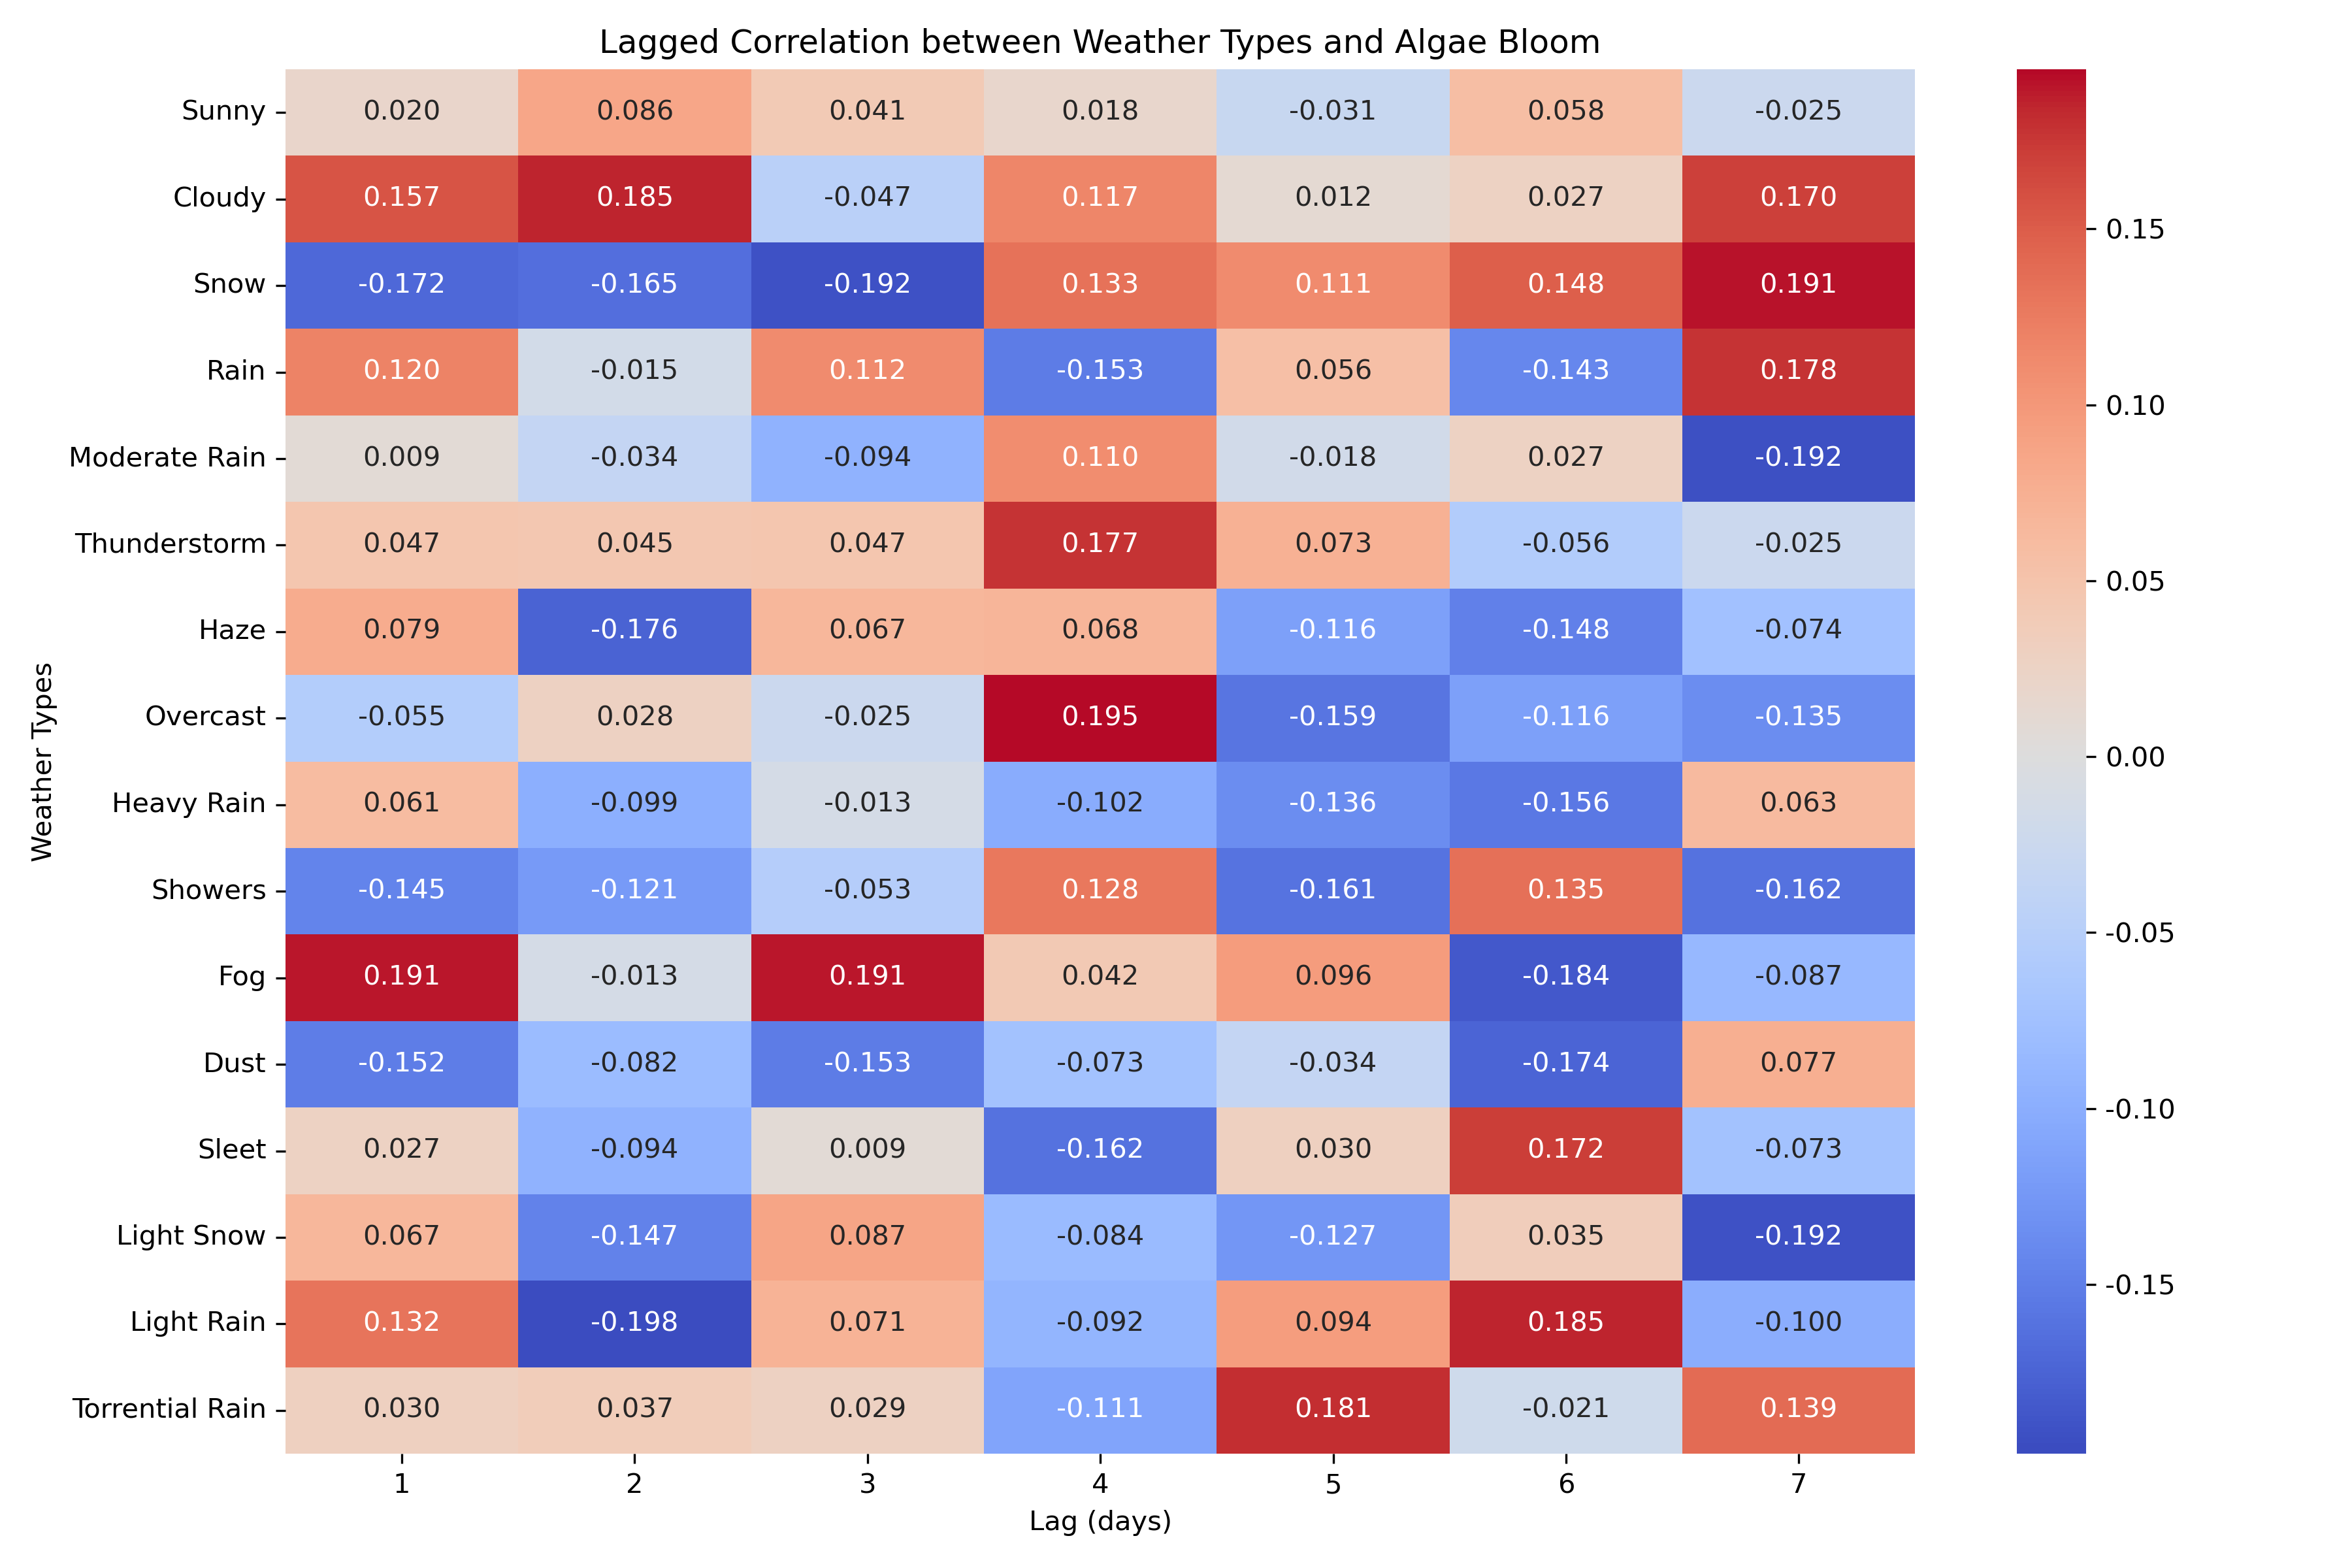 Lagged Correlation between Weather Types and Algae Bloom
Sunny 0.020 0.086 0.041 0.018 -0.031 0.058 -0.025
Cloudy 0.157 0.185 -0.047 0.117 0.012 0.027 0.170
Snow -0.172 -0.165 -0.192 0.133 0.111 0.148 0.191
Rain 0.120 -0.015 0.112 -0.153 0.056 -0.143 0.178
Moderate Rain 0.009 -0.034 -0.094 0.110 -0.018 0.027 -0.192
Thunderstorm 0.047 0.045 0.047 0.177 0.073 -0.056 -0.025
Haze 0.079 -0.176 0.067 0.068 -0.116 -0.148 -0.074
Overcast -0.055 0.028 -0.025 0.195 -0.159 -0.116 -0.135
Heavy Rain 0.061 -0.099 -0.013 -0.102 -0.136 -0.156 0.063
Showers -0.145 -0.121 -0.053 0.128 -0.161 0.135 -0.162
Fog 0.191 -0.013 0.191 0.042 0.096 -0.184 -0.087
Dust -0.152 -0.082 -0.153 -0.073 -0.034 -0.174 0.077
Sleet 0.027 -0.094 0.009 -0.162 0.030 0.172 -0.073
Light Snow 0.067 -0.147 0.087 -0.084 -0.127 0.035 -0.192
Light Rain 0.132 -0.198 0.071 -0.092 0.094 0.185 -0.100
Torrential Rain 0.030 0.037 0.029 -0.111 0.181 -0.021 0.139
1 2 3 4 5 6 7
Lag (days)
Weather Types
0.15
0.10
0.05
0.00
-0.05
-0.10
-0.15